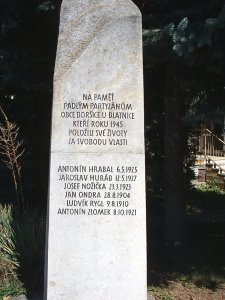 NA PAMĚŤ
PADLÝM PARTYZÁNŮM
OBCE BORŠICE U BLATNICE
KTEŘÍ ROKU 1945
POLOŽILI SVÉ ŽIVOTY
ZA SVOBODU VLASTI
ANTONÍN HRABAL 6.5.1923
JAROSLAV HURÁB 12.5.1917
JOSEF NOŽIČKA 23.1.1923
JAN ONDRA 28.8.1904
LUDVÍK RYGL 9.8.1910
ANTONÍN ZLOMEK 8.10.1921